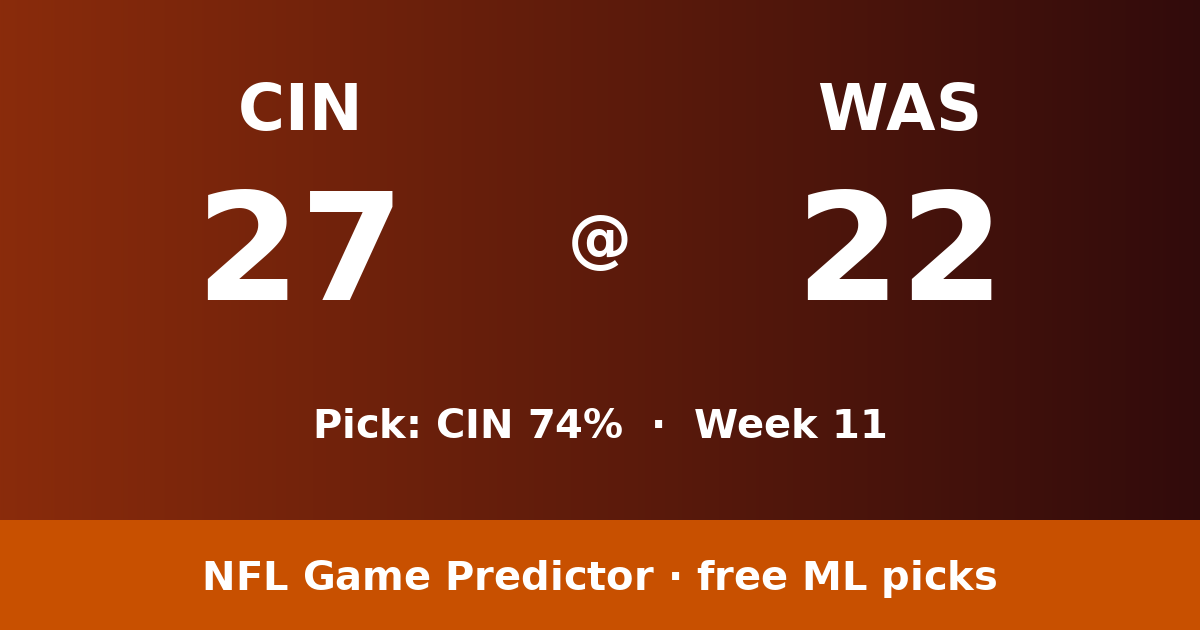 CIN
WAS
27 @ 22
Pick: CIN 74% · Week 11
NFL Game Predictor · free ML picks